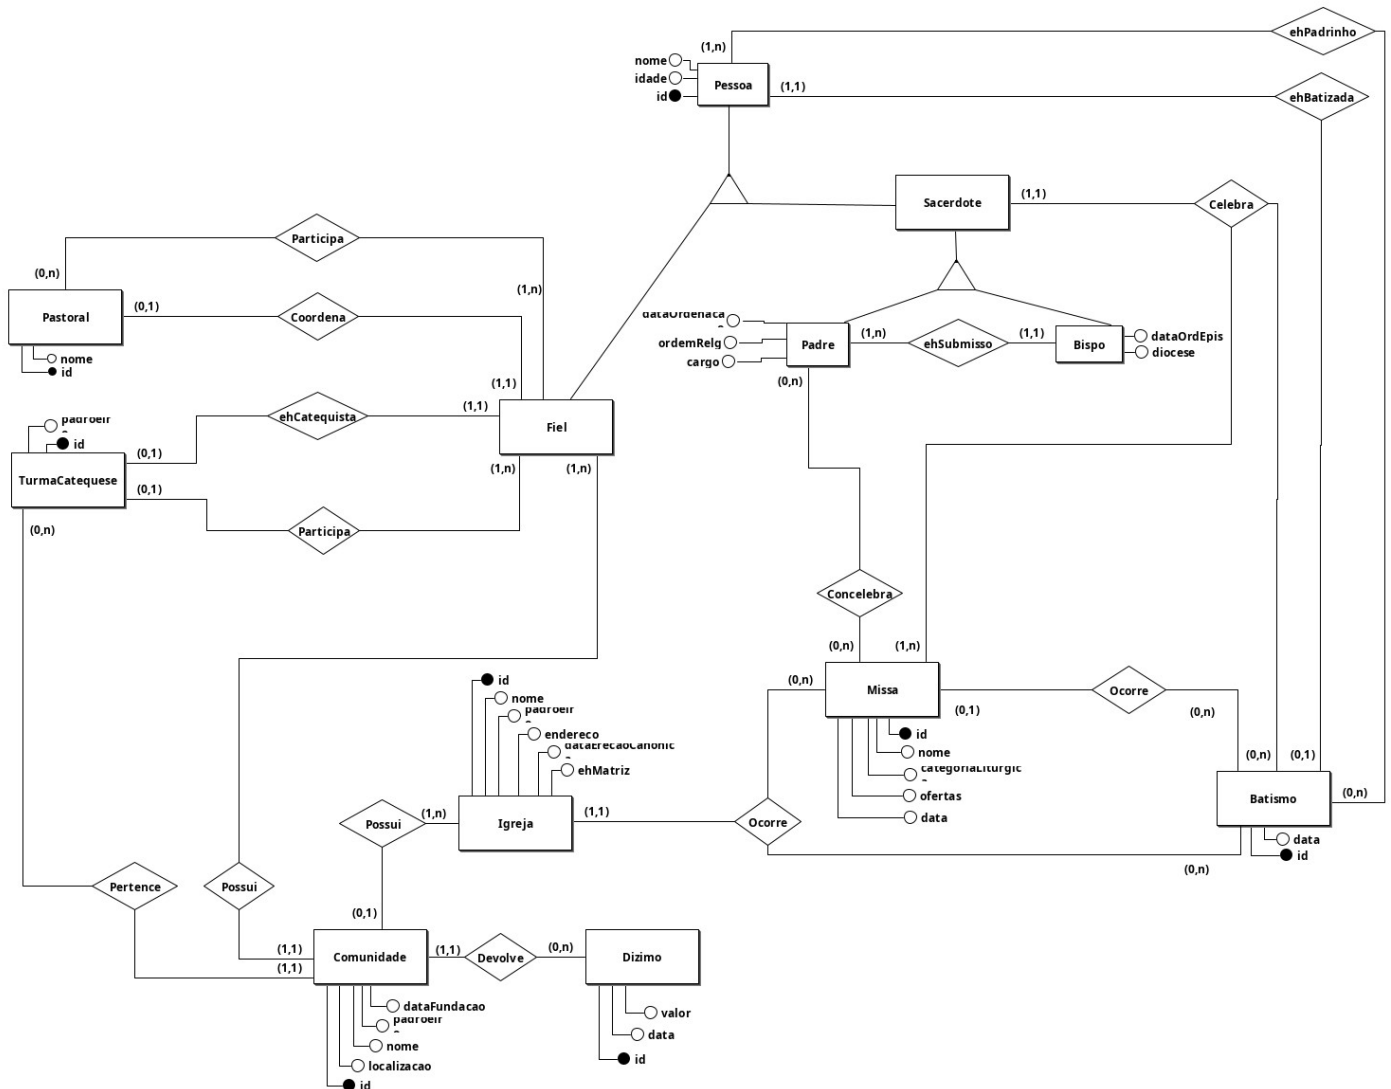 ehPadrinho
(1,n)
nome
idade
id
Pessoa
(1,1)
ehBatizada
Sacerdote
(1,1)
Celebra
Participa
(0,n)
(1,n)
Pastoral
(0,1)
Coordena
(1,1)
nome
id
ordemRelg
cargo
Padre
(1,n)
ehSubmisso
(1,1)
Bispo
dataOrdEpis
diocese
(0,n)
ehCatequista
(1,1)
Fiel
id
(0,1)
TurmaCatequese
(0,1)
(1,n)
(1,n)
(0,n)
Participa
Concelebra
(0,n)
(1,n)
id
nome
endereco
ehMatriz
(0,n)
Missa
(0,1)
Ocorre
(0,n)
id
nome
ofertas
data
(0,n)
(0,1)
Batismo
(0,n)
data
id
Possui
(1,n)
Igreja
(1,1)
Ocorre
(0,n)
Pertence
Possui
(0,1)
(1,1)
(1,1)
Comunidade
(1,1)
Devolve
(0,n)
Dizimo
dataFundacao
nome
localizacao
id
valor
data
id